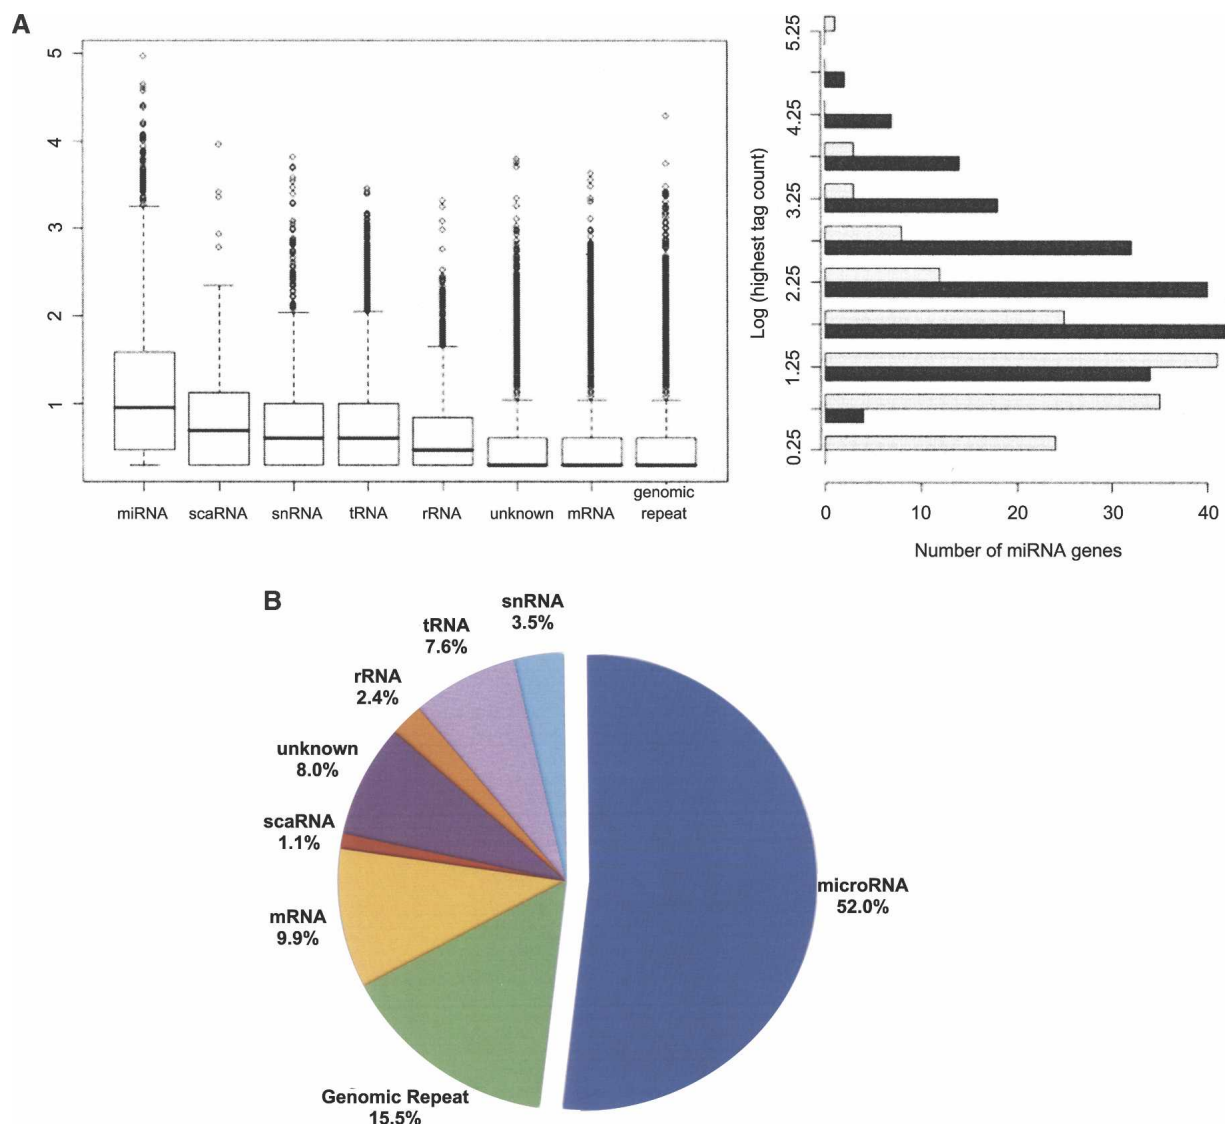 A
5
4
3
2
1
miRNA
scaRNA
snRNA
tRNA
rRNA
unknown
mRNA
genomic
repeat
Log (highest tag count)
5.25
4.25
3.25
2.25
1.25
0.25
0
10
20
30
40
Number of miRNA genes
B
snRNA
3.5%
tRNA
7.6%
rRNA
2.4%
unknown
8.0%
scaRNA
1.1%
microRNA
52.0%
mRNA
9.9%
Genomic Repeat
15.5%